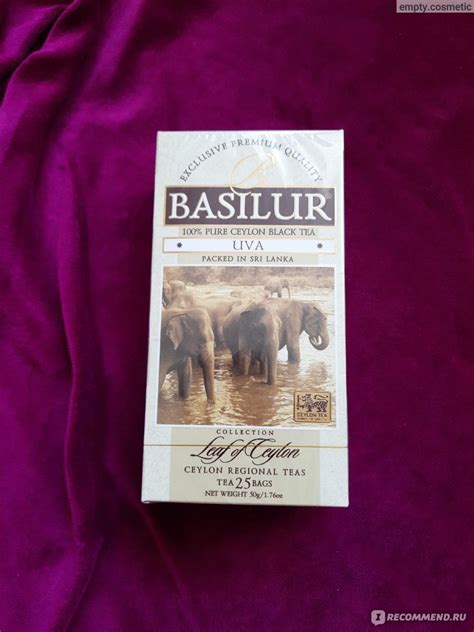 empty.cosmetic
EXCLUSIVE PREMIUM QUALITY
BASILUR
100% PURE CEYLON BLACK TEA
UVA
PACKED IN SRI LANKA
CEYLON TEA
COLLECTION
Leaf of Ceylon
CEYLON REGIONAL TEAS
TEA 25 BAGS
NET WEIGHT 50g/1.76oz
IRECOMMEND.RU